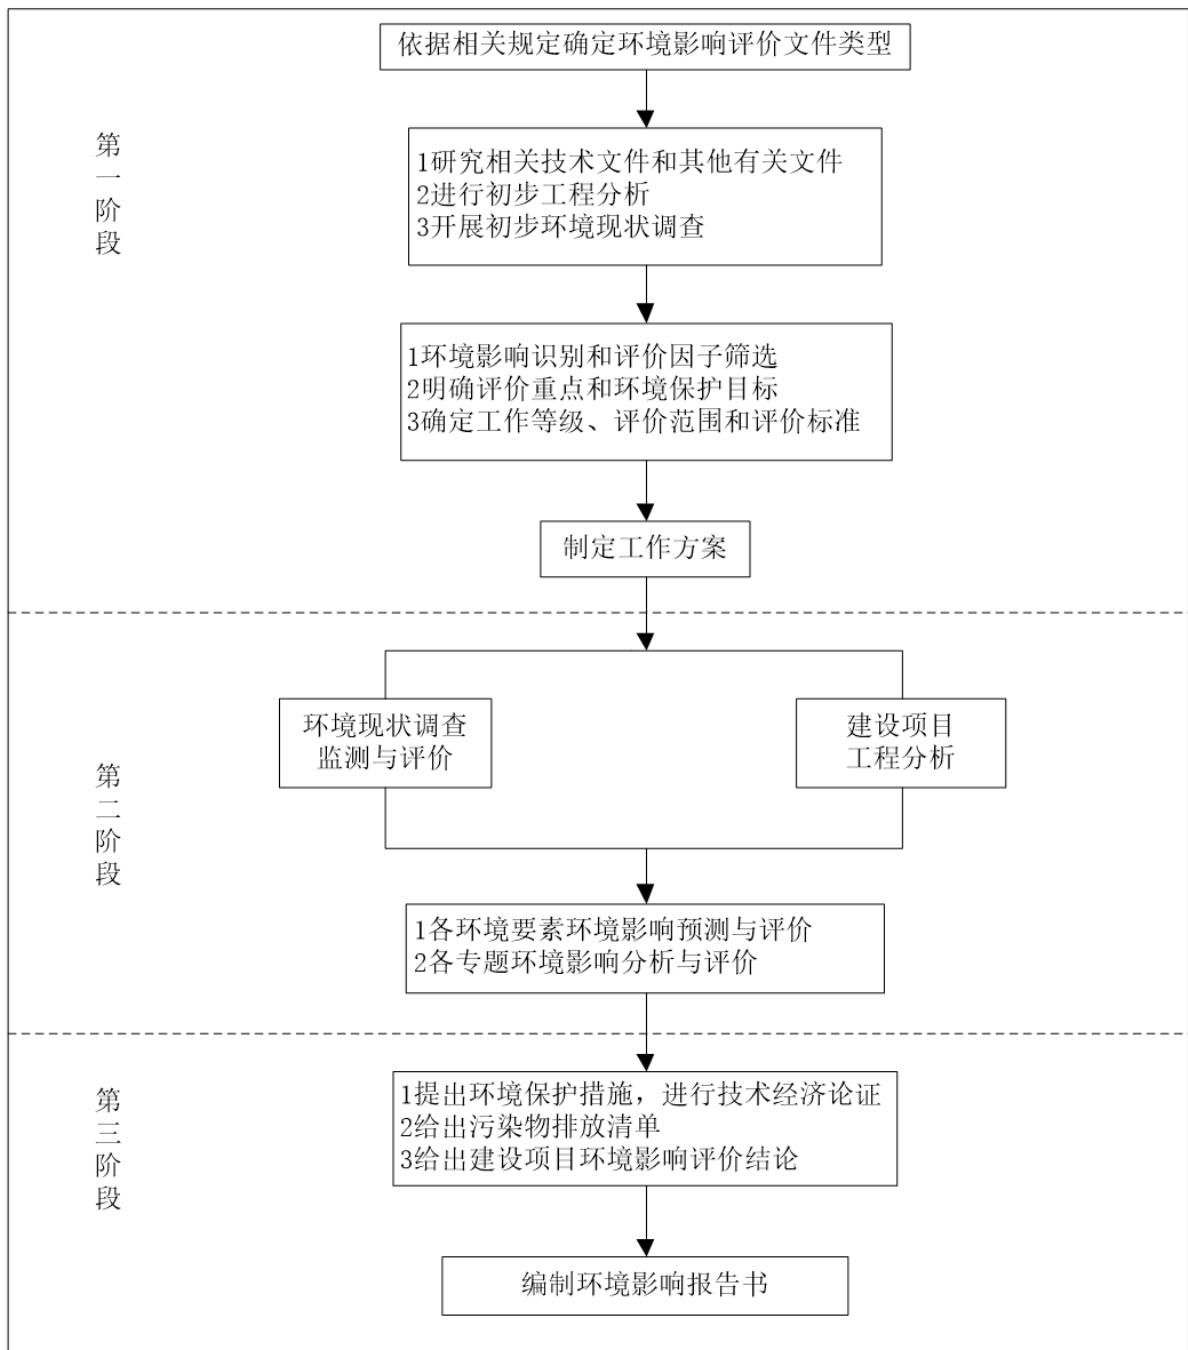 依据相关规定确定环境影响评价文件类型
第一阶段
1研究相关技术文件和其他有关文件
2进行初步工程分析
3开展初步环境现状调查
1环境影响识别和评价因子筛选
2明确评价重点和环境保护目标
3确定工作等级、评价范围和评价标准
制定工作方案
第二阶段
环境现状调查
监测与评价
建设项目
工程分析
1各环境要素环境影响预测与评价
2各专题环境影响分析与评价
第三阶段
1提出环境保护措施，进行技术经济论证
2给出污染物排放清单
3给出建设项目环境影响评价结论
编制环境影响报告书